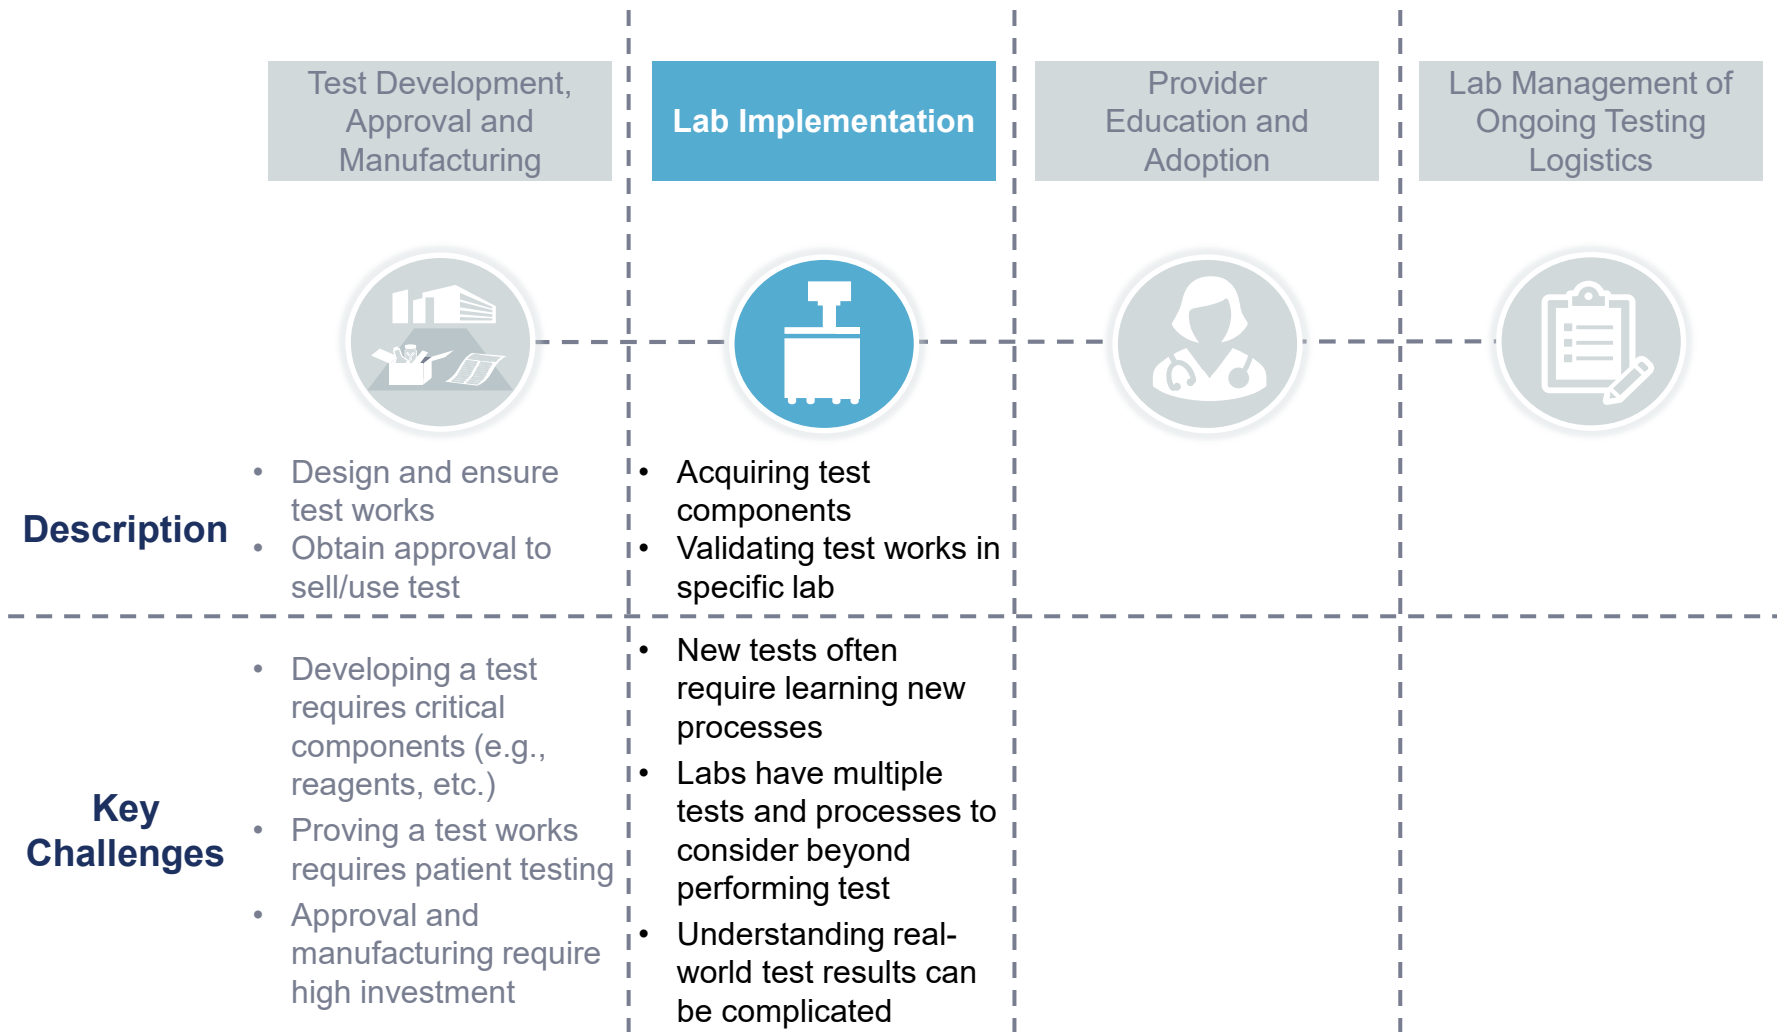 Test Development,
Approval and
Manufacturing
Lab Implementation
Provider
Education and
Adoption
Lab Management of
Ongoing Testing
Logistics
Description
• Design and ensure
test works
• Obtain approval to
sell/use test
• Acquiring test
components
• Validating test works in
specific lab
Key
Challenges
• Developing a test
requires critical
components (e.g.,
reagents, etc.)
• Proving a test works
requires patient testing
• Approval and
manufacturing require
high investment
• New tests often
require learning new
processes
• Labs have multiple
tests and processes to
consider beyond
performing test
• Understanding real-
world test results can
be complicated